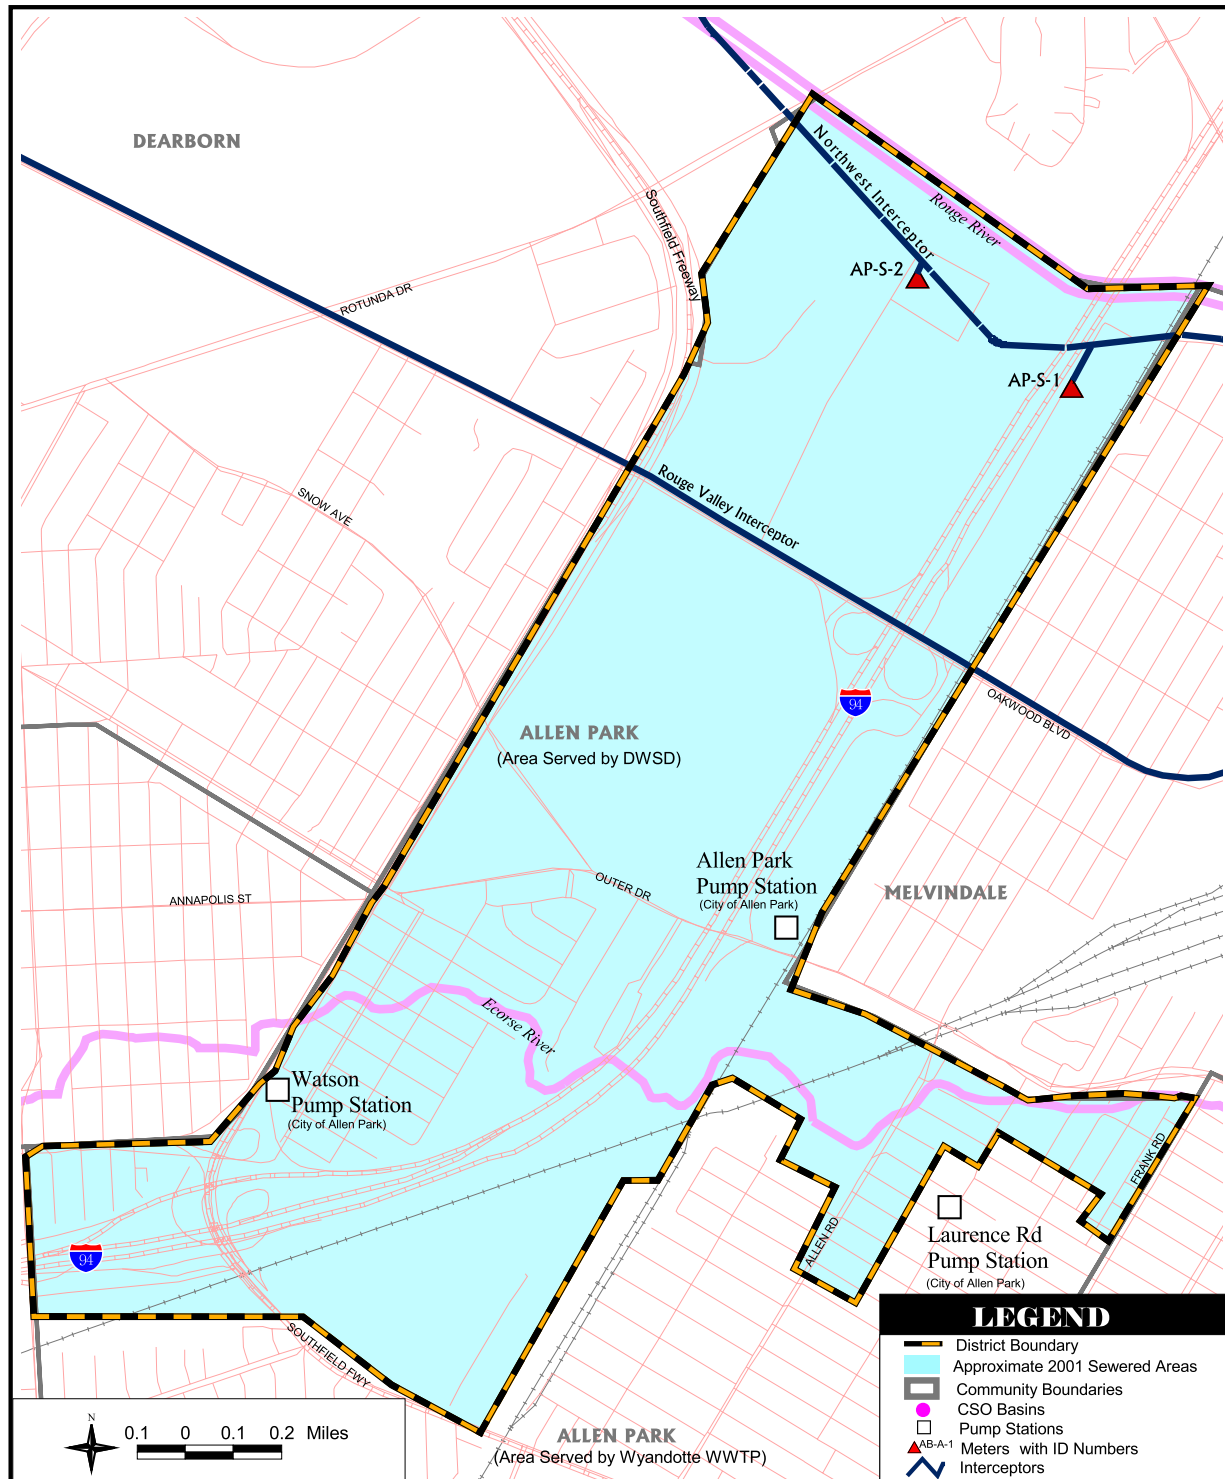 DEARBORN
Northwest Interceptor
Rouge River
Southfield Freeway
AP-S-2
ROTUNDA DR
AP-S-1
Rouge Valley Interceptor
SNOW AVE
94
OAKWOOD BLVD
ALLEN PARK
(Area Served by DWSD)
Allen Park
Pump Station
(City of Allen Park)
OUTER DR
MELVINDALE
ANNAPOLIS ST
Ecorse River
Watson
Pump Station
(City of Allen Park)
FRANK RD
ALLEN RD
Laurence Rd
Pump Station
(City of Allen Park)
94
SOUTHFIELD FWY
ALLEN PARK
(Area Served by Wyandotte WWTP)
N
0.1 0 0.1 0.2 Miles
LEGEND
District Boundary
Approximate 2001 Sewered Areas
Community Boundaries
CSO Basins
Pump Stations
AB-A-1 Meters with ID Numbers
Interceptors